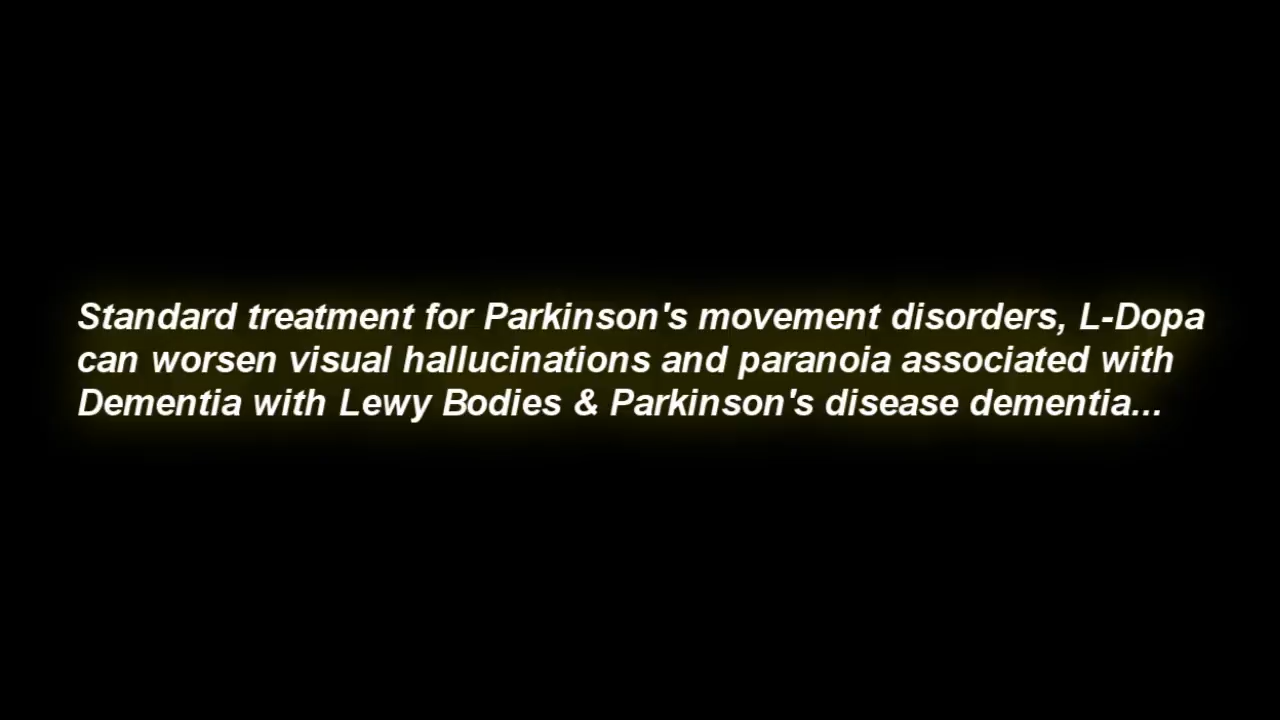 Standard treatment for Parkinson's movement disorders, L-Dopa
can worsen visual hallucinations and paranoia associated with
Dementia with Lewy Bodies & Parkinson's disease dementia...